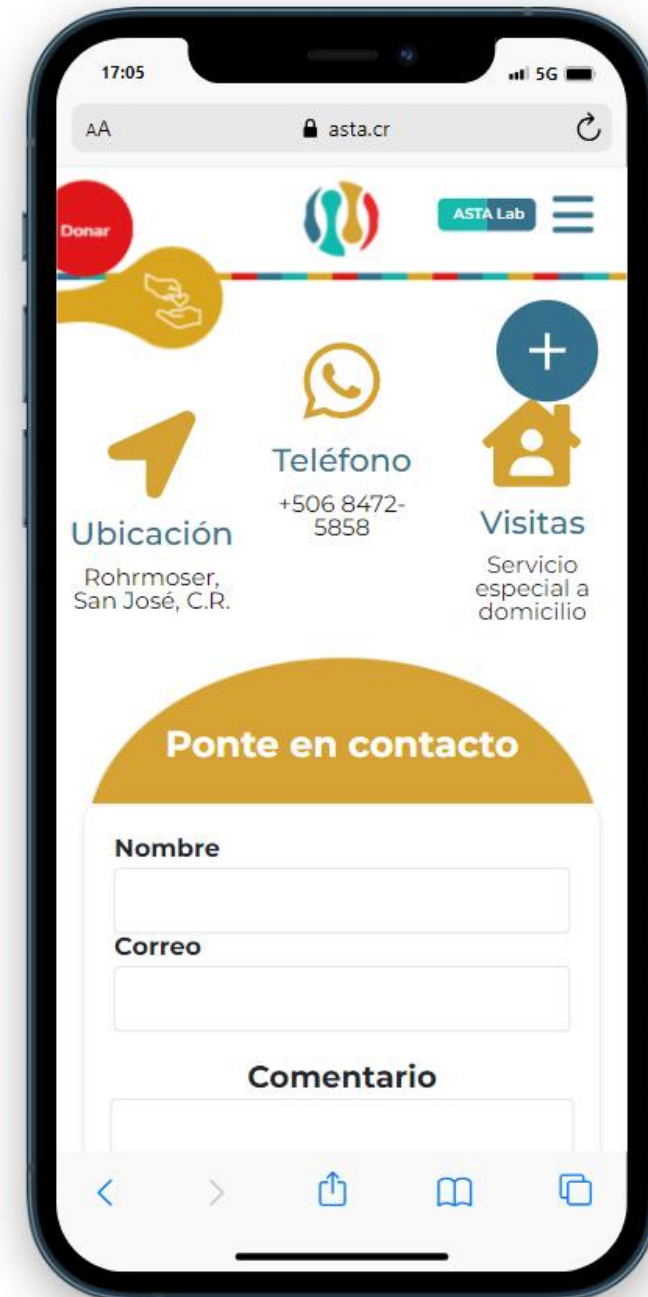 17:05
5G
AA
asta.cr
Donar
ASTA Lab
Teléfono
+506 8472-
5858
Ubicación
Rohrmoser,
San José, C.R.
Visitas
Servicio
especial a
domicilio
Ponte en contacto
Nombre
Correo
Comentario